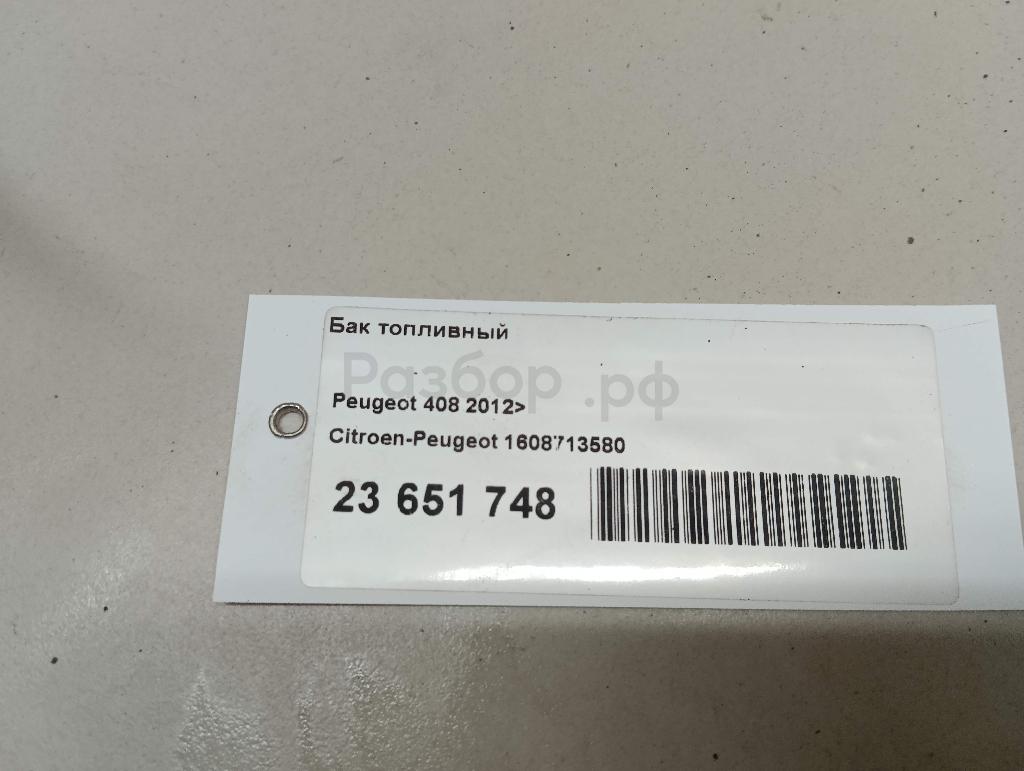 Бак топливный
Разбор.рф
Peugeot 408 2012>
Citroen-Peugeot 1608713580
23 651 748